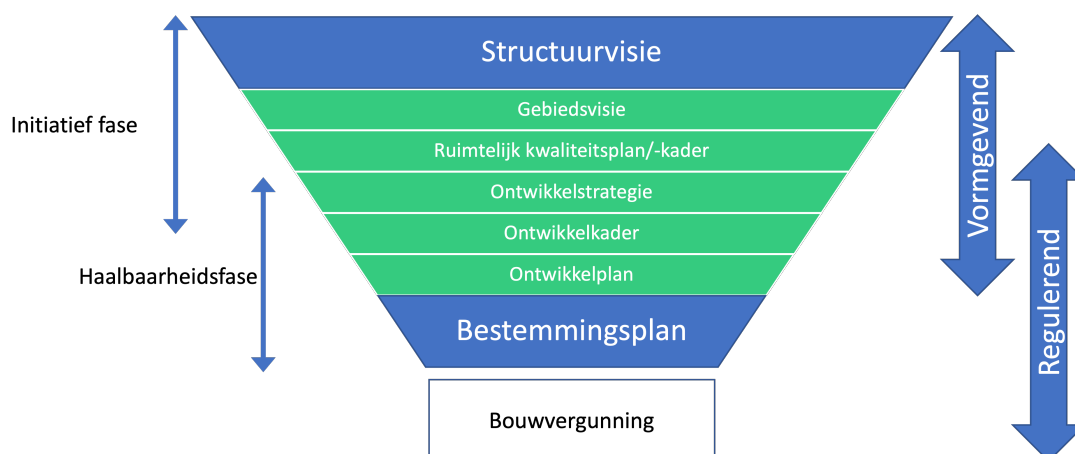 Structuurvisie
Gebiedsvisie
Ruimtelijk kwaliteitsplan/-kader
Ontwikkelstrategie
Ontwikkelkader
Ontwikkelplan
Bestemmingsplan
Bouwvergunning
Initiatief fase
Haalbaarheidsfase
Vormgevend
Regulerend